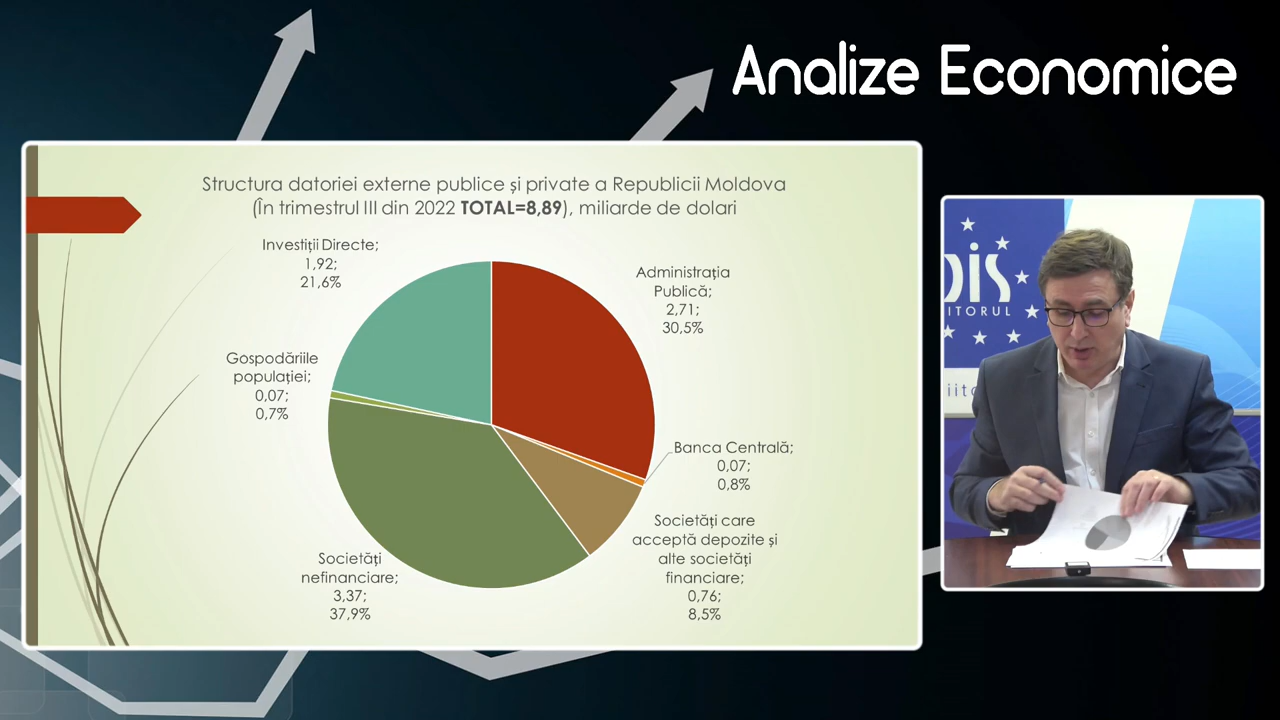 Analize Economice
Structura datoriei externe publice și private a Republicii Moldova
(În trimestrul III din 2022 TOTAL=8,89), miliarde de dolari
Investiții Directe;
1,92;
21,6%
Administrația
Publică;
2,71;
30,5%
Gospodăriile
populației;
0,07;
0,7%
Banca Centrală;
0,07;
0,8%
Societăți care
acceptă depozite și
alte societăți
financiare;
0,76;
8,5%
Societăți
nefinanciare;
3,37;
37,9%